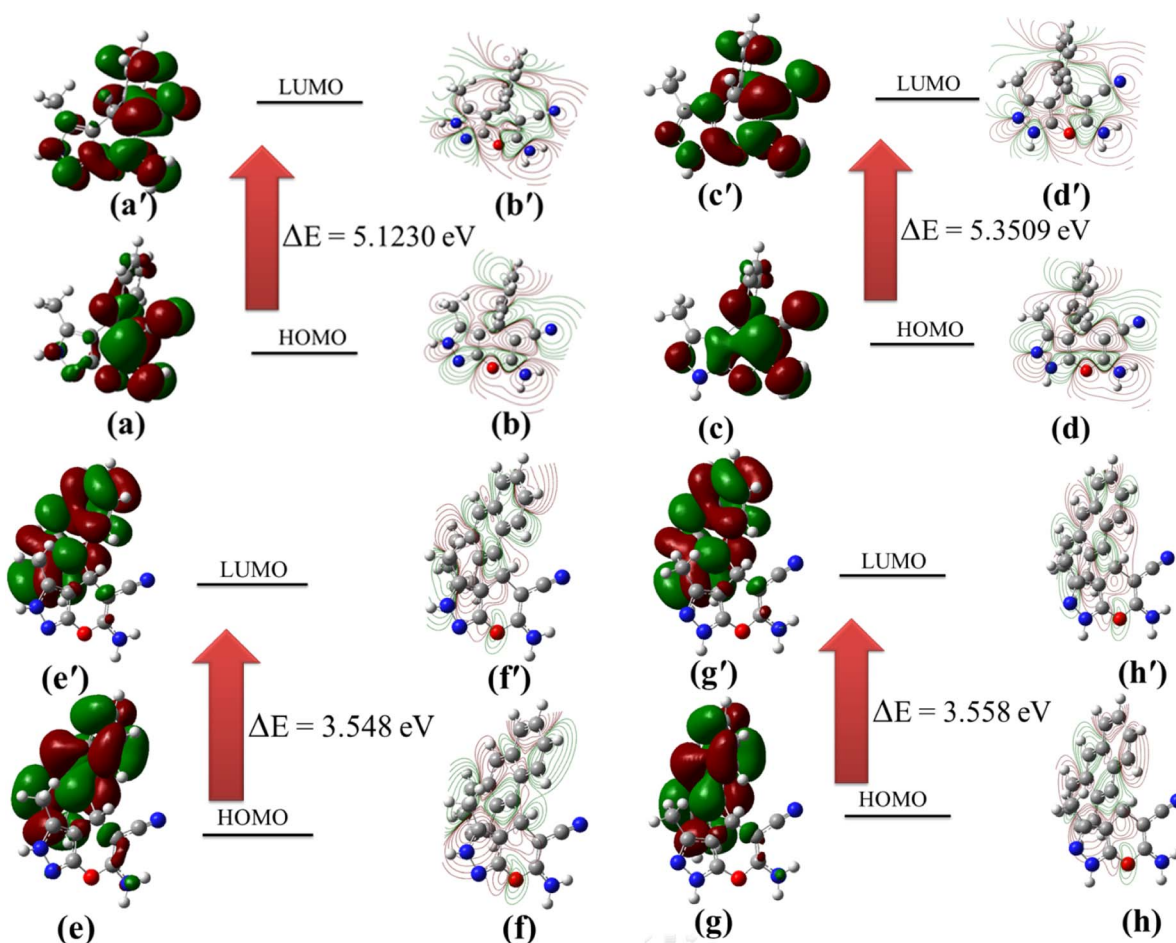 LUMO
(a′)
(b′)
ΔE = 5.1230 eV
HOMO
(a)
(b)
LUMO
(c′)
(d′)
ΔE = 5.3509 eV
HOMO
(c)
(d)
LUMO
(e′)
(f′)
ΔE = 3.548 eV
HOMO
(e)
(f)
LUMO
(g′)
(h′)
ΔE = 3.558 eV
HOMO
(g)
(h)